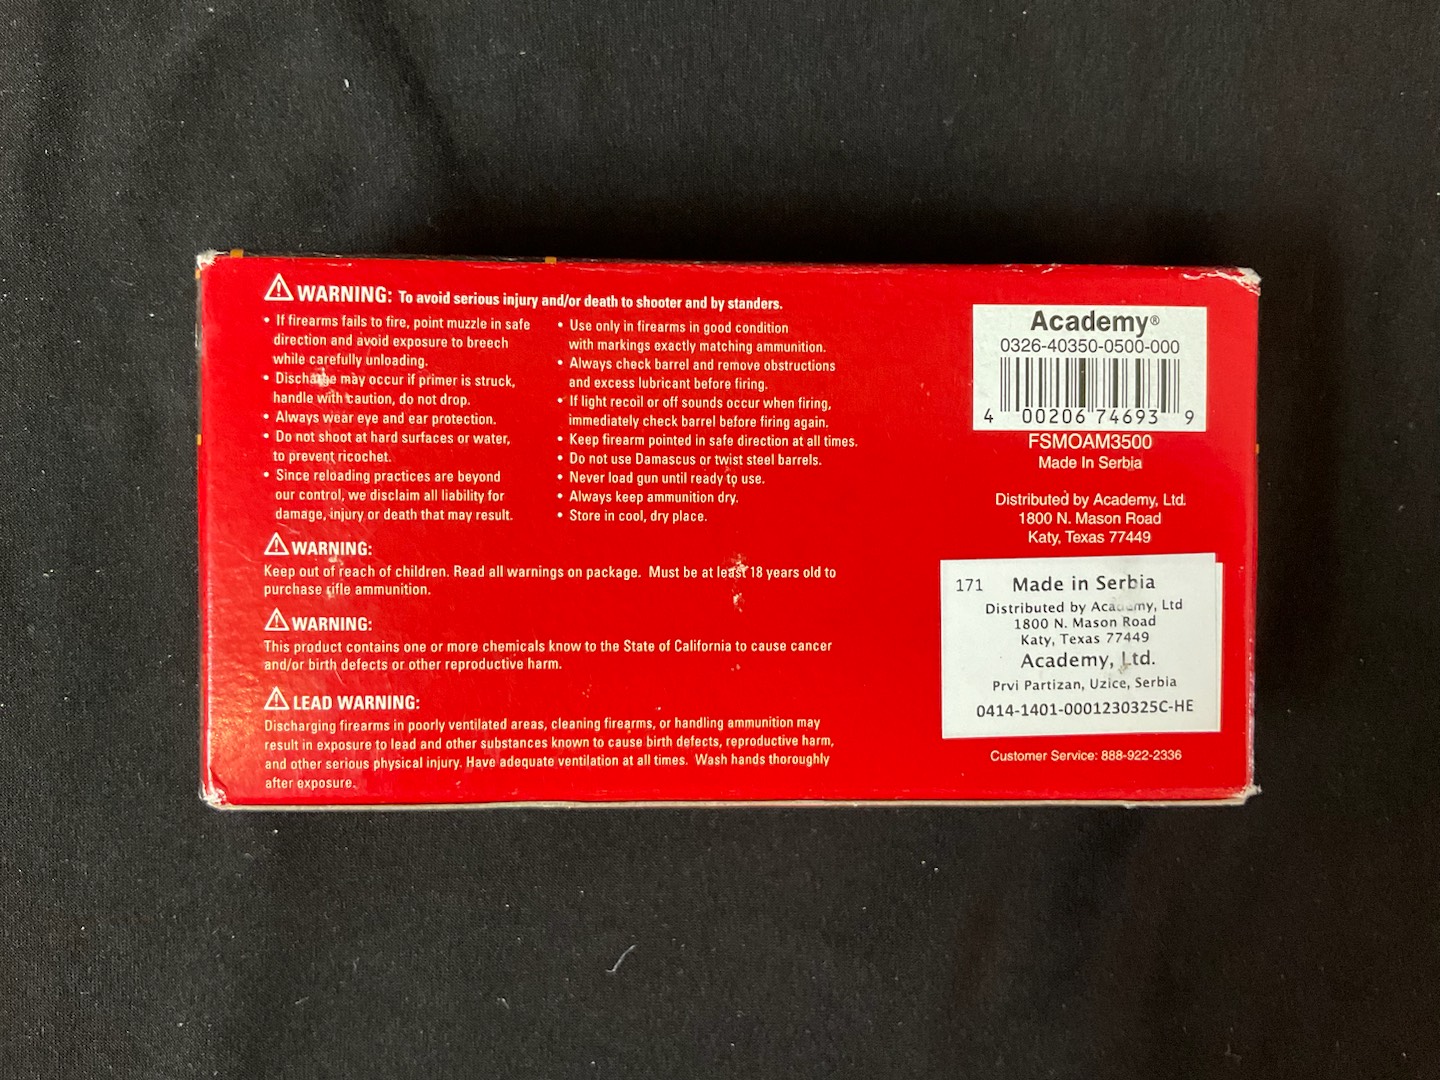 WARNING: To avoid serious injury and/or death to shooter and by standers.
• If firearms fails to fire, point muzzle in safe
direction and avoid exposure to breech
while carefully unloading.
• Discharge may occur if primer is struck,
handle with caution, do not drop.
• Always wear eye and ear protection.
• Do not shoot at hard surfaces or water,
to prevent ricochet.
• Since reloading practices are beyond
our control, we disclaim all liability for
damage, injury or death that may result.
• Use only in firearms in good condition
with markings exactly matching ammunition.
• Always check barrel and remove obstructions
and excess lubricant before firing.
• If light recoil or off sounds occur when firing,
immediately check barrel before firing again.
• Keep firearm pointed in safe direction at all times.
• Do not use Damascus or twist steel barrels.
• Never load gun until ready to use.
• Always keep ammunition dry.
• Store in cool, dry place.
WARNING:
Keep out of reach of children. Read all warnings on package. Must be at least 18 years old to
purchase rifle ammunition.
WARNING:
This product contains one or more chemicals know to the State of California to cause cancer
and/or birth defects or other reproductive harm.
LEAD WARNING:
Discharging firearms in poorly ventilated areas, cleaning firearms, or handling ammunition may
result in exposure to lead and other substances known to cause birth defects, reproductive harm,
and other serious physical injury. Have adequate ventilation at all times. Wash hands thoroughly
after exposure.
Academy®
0326-40350-0500-000
4 00206 74693 9
FSMOAM3500
Made In Serbia
Distributed by Academy, Ltd.
1800 N. Mason Road
Katy, Texas 77449
171 Made in Serbia
Distributed by Academy, Ltd
1800 N. Mason Road
Katy, Texas 77449
Academy, Ltd.
Prvi Partizan, Uzice, Serbia
0414-1401-0001230325C-HE
Customer Service: 888-922-2336